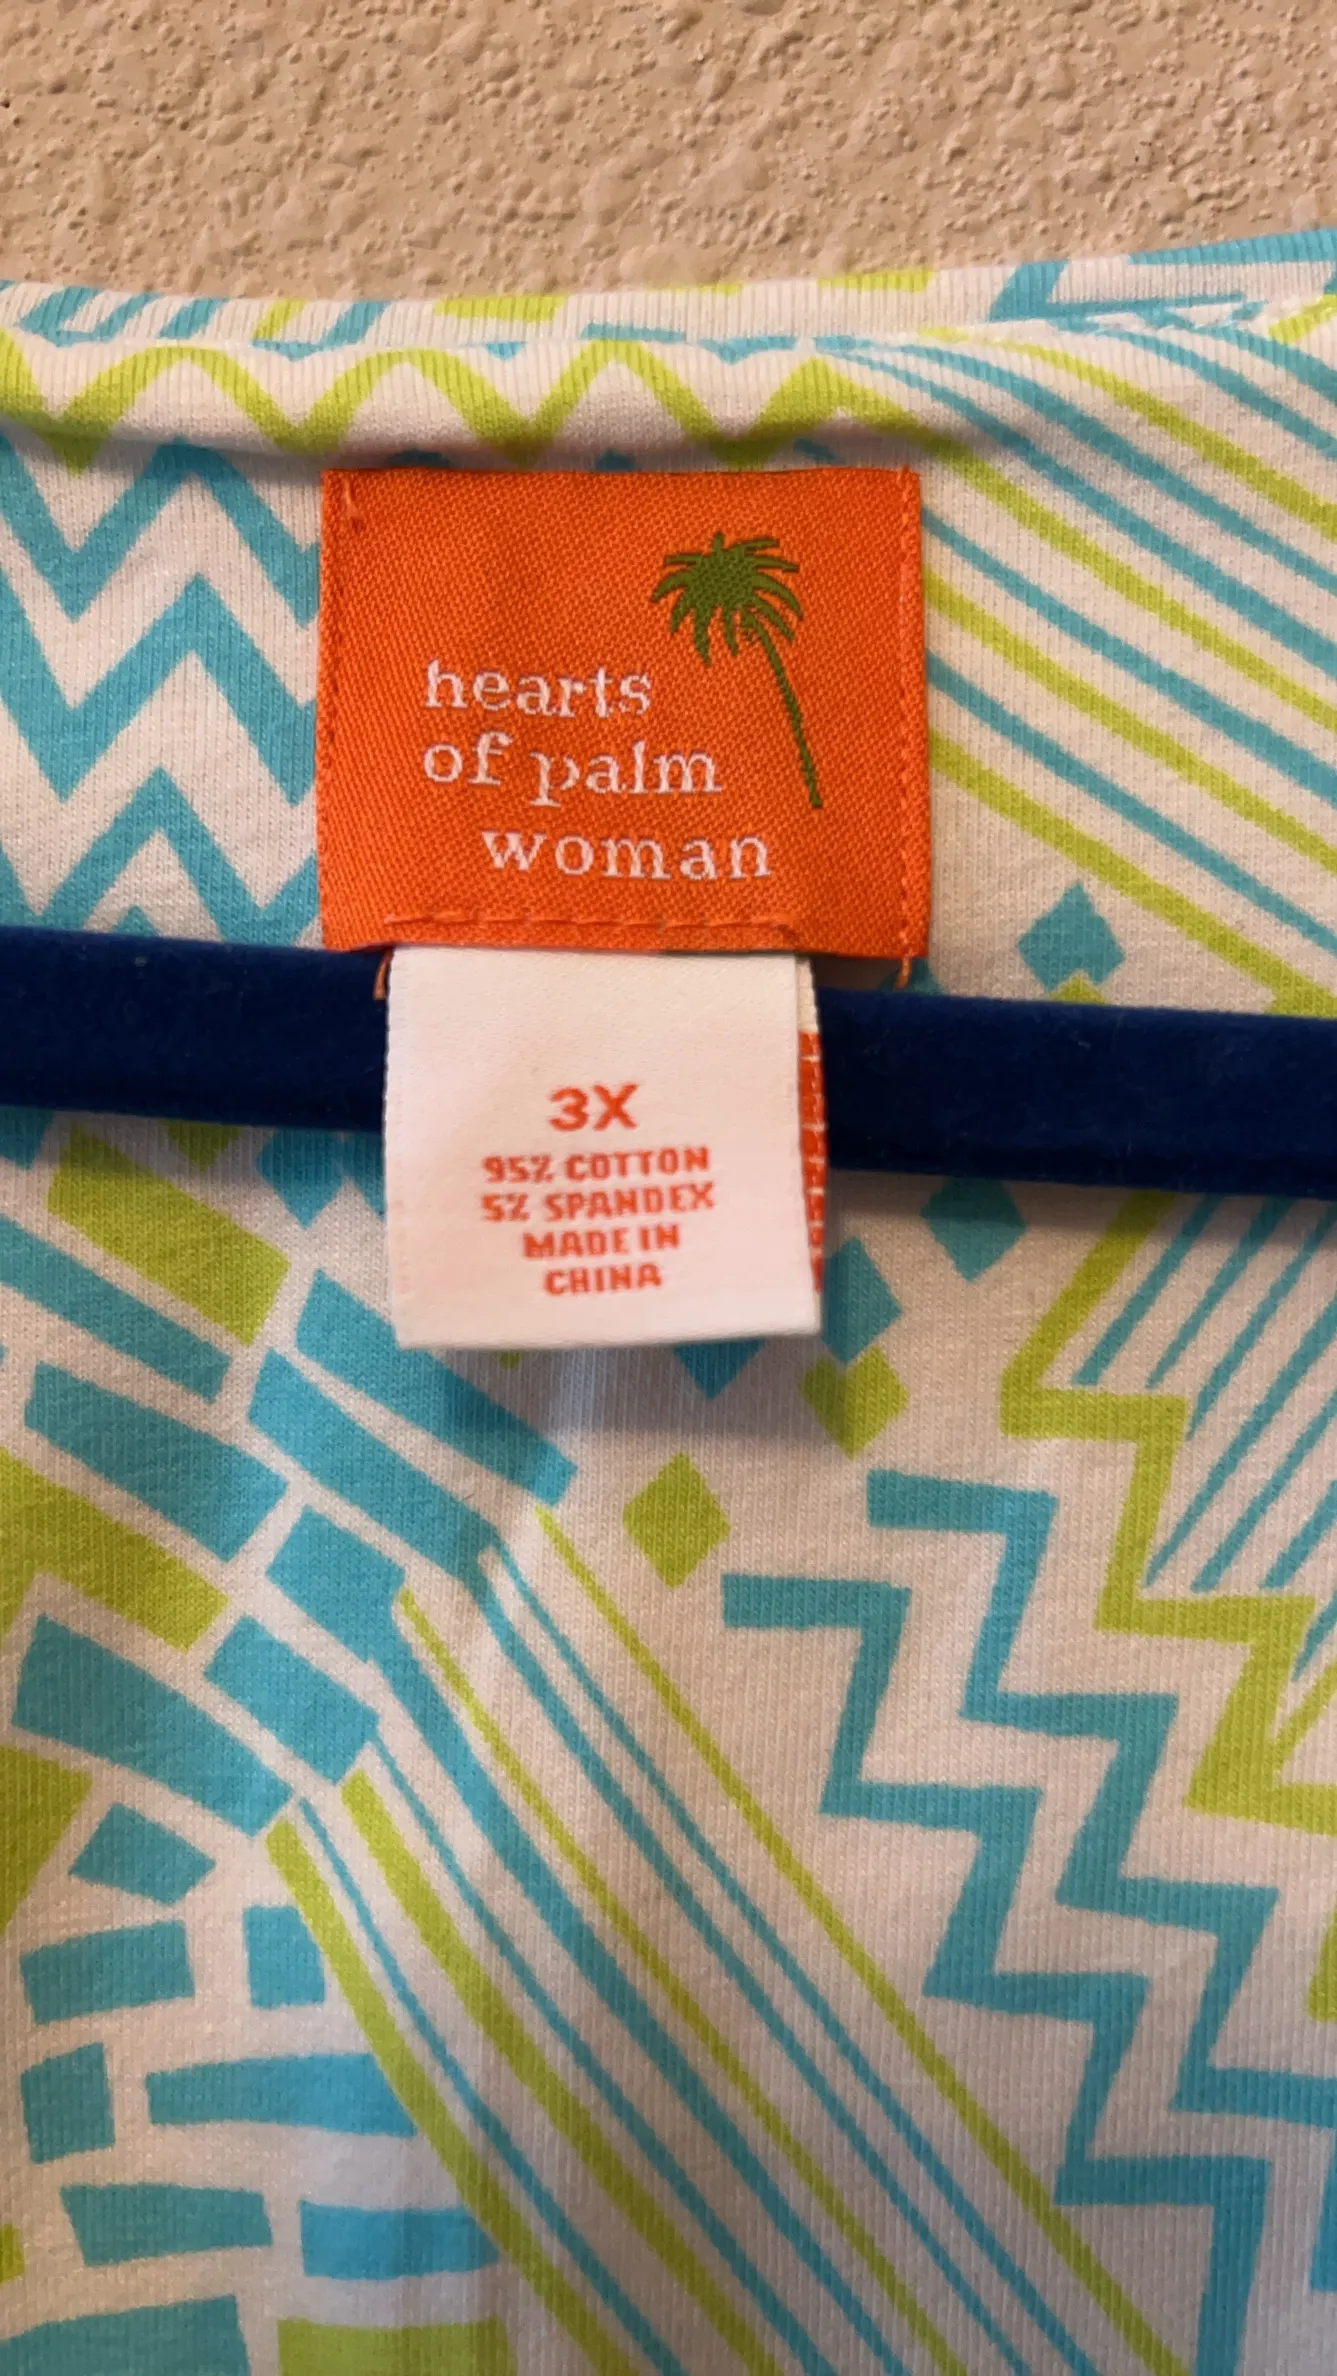 hearts
of palm
woman
3X
95% COTTON
5% SPANDEX
MADE IN
CHINA